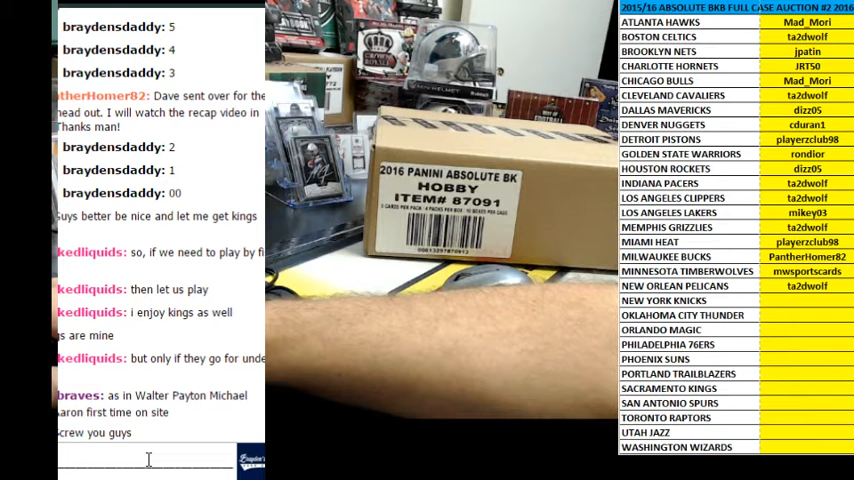 braydensdaddy: 5
braydensdaddy: 4
braydensdaddy: 3
therHomer82: Dave sent over for the
head out. I will watch the recap video in
Thanks man!
braydensdaddy: 2
braydensdaddy: 1
braydensdaddy: 00
Guys better be nice and let me get kings
kedliquids: so, if we need to play by fi
kedliquids: then let us play
kedliquids: i enjoy kings as well
gs are mine
kedliquids: but only if they go for unde
braves: as in Walter Payton Michael
Aaron first time on site
Screw you guys
CROWN ROYALE
2016 PANINI ABSOLUTE BK
HOBBY
ITEM# 87091
2015/16 ABSOLUTE BKB FULL CASE AUCTION #2 2016
ATLANTA HAWKS Mad_Mori
BOSTON CELTICS ta2dwolf
BROOKLYN NETS jpatin
CHARLOTTE HORNETS JRT50
CHICAGO BULLS Mad_Mori
CLEVELAND CAVALIERS ta2dwolf
DALLAS MAVERICKS dizz05
DENVER NUGGETS cduran1
DETROIT PISTONS playerzclub98
GOLDEN STATE WARRIORS rondior
HOUSTON ROCKETS dizz05
INDIANA PACERS ta2dwolf
LOS ANGELES CLIPPERS ta2dwolf
LOS ANGELES LAKERS mikey03
MEMPHIS GRIZZLIES ta2dwolf
MIAMI HEAT playerzclub98
MILWAUKEE BUCKS PantherHomer82
MINNESOTA TIMBERWOLVES mwsportscards
NEW ORLEAN PELICANS ta2dwolf
NEW YORK KNICKS
OKLAHOMA CITY THUNDER
ORLANDO MAGIC
PHILADELPHIA 76ERS
PHOENIX SUNS
PORTLAND TRAILBLAZERS
SACRAMENTO KINGS
SAN ANTONIO SPURS
TORONTO RAPTORS
UTAH JAZZ
WASHINGTON WIZARDS